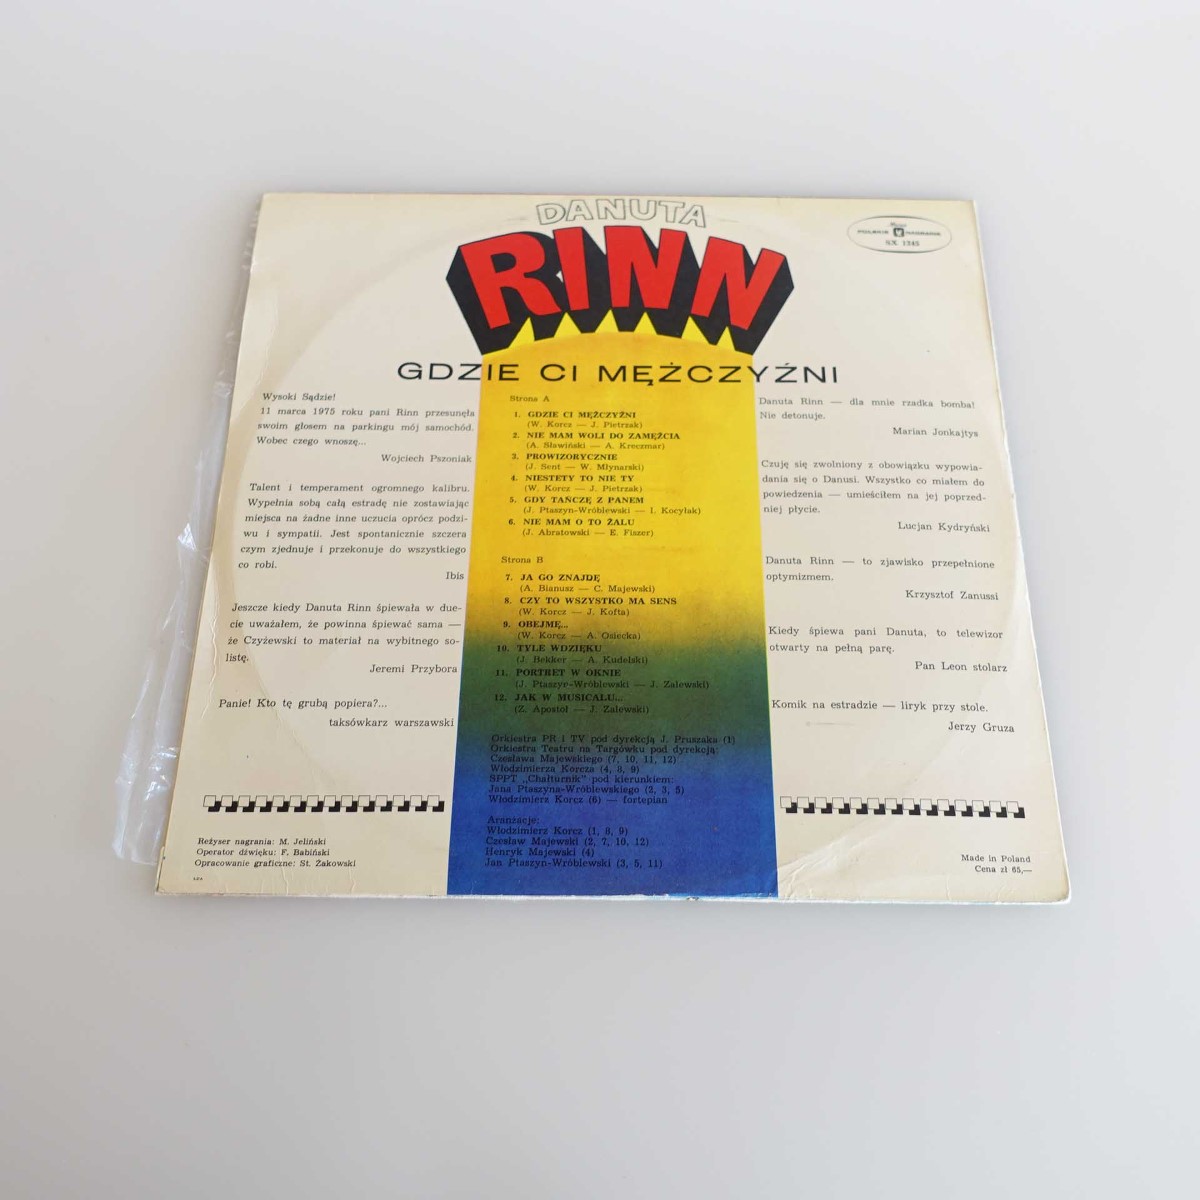 DANUTA
RINN
POLSKIE NAGRANIA
SX 1245
GDZIE CI MĘŻCZYŹNI
Wysoki Sądzie!
11 marca 1975 roku pani Rinn przesunęła
swoim głosem na parkingu mój samochód.
Wobec czego wnoszę...
Wojciech Pszoniak
Talent i temperament ogromnego kalibru.
Wypełnia sobą całą estradę nie zostawiając
miejsca na żadne inne uczucia oprócz podzi-
wu i sympatii. Jest spontanicznie szczera
czym zjednuje i przekonuje do wszystkiego
co robi.
Ibis
Jeszcze kiedy Danuta Rinn śpiewała w due-
cie uważałem, że powinna śpiewać sama —
że Czyżewski to materiał na wybitnego so-
listę.
Jeremi Przybora
Panie! Kto tę grubą popiera?...
taksówkarz warszawski
Reżyser nagrania: M. Jeliński
Operator dźwięku: F. Babiński
Opracowanie graficzne: St. Żakowski
Strona A
1. GDZIE CI MĘŻCZYŹNI
(W. Korcz — J. Pietrzak)
2. NIE MAM WOLI DO ZAMĘŻCIA
(A. Sławiński — A. Kreczmar)
3. PROWIZORYCZNIE
(J. Sent — W. Młynarski)
4. NIESTETY TO NIE TY
(W. Korcz — J. Pietrzak)
5. GDY TAŃCZĘ Z PANEM
(J. Ptaszyn-Wróblewski — I. Kocyłak)
6. NIE MAM O TO ŻALU
(J. Abratowski — E. Fiszer)
Strona B
7. JA GO ZNAJDĘ
(A. Bianusz — C. Majewski)
8. CZY TO WSZYSTKO MA SENS
(W. Korcz — J. Kofta)
9. OBEJMĘ...
(W. Korcz — A. Osiecka)
10. TYLE WDZIĘKU
(J. Bekker — A. Kudelski)
11. PORTRET W OKNIE
(J. Ptaszyn-Wróblewski — J. Zalewski)
12. JAK W MUSICALU...
(Z. Apostoł — J. Zalewski)
Orkiestra PR i TV pod dyrekcją J. Pruszaka (1)
Orkiestra Teatru na Targówku pod dyrekcją:
Czesława Majewskiego (7, 10, 11, 12)
Włodzimierza Korcza (4, 8, 9)
SPPT „Chałturnik" pod kierunkiem:
Jana Ptaszyna-Wróblewskiego (2, 3, 5)
Włodzimierz Korcz (6) — fortepian
Aranżacje:
Włodzimierz Korcz (1, 8, 9)
Czesław Majewski (2, 7, 10, 12)
Henryk Majewski (4)
Jan Ptaszyn-Wróblewski (3, 5, 11)
Danuta Rinn — dla mnie rzadka bomba!
Nie detonuje.
Marian Jonkajtys
Czuję się zwolniony z obowiązku wypowia-
dania się o Danusi. Wszystko co miałem do
powiedzenia — umieściłem na jej poprzed-
niej płycie.
Lucjan Kydryński
Danuta Rinn — to zjawisko przepełnione
optymizmem.
Krzysztof Zanussi
Kiedy śpiewa pani Danuta, to telewizor
otwarty na pełną parę.
Pan Leon stolarz
Komik na estradzie — liryk przy stole.
Jerzy Gruza
Made in Poland
Cena zł 65,—